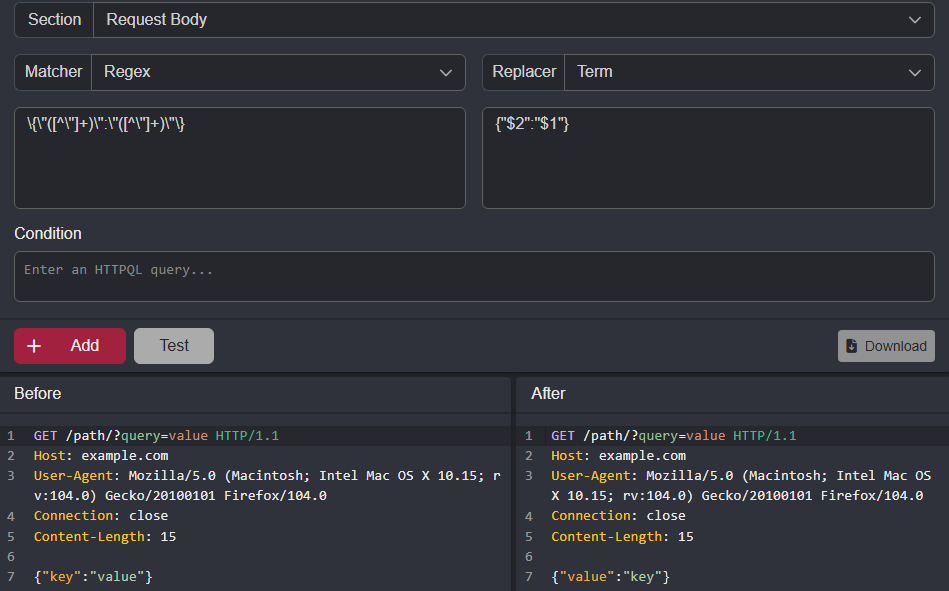 Section Request Body
Matcher Regex Replacer Term
\{\"([^\"]+)\":\"([^\"]+)\"\} {"$2":"$1"}
Condition
Enter an HTTPQL query...
+ Add Test Download
Before
1 GET /path/?query=value HTTP/1.1
2 Host: example.com
3 User-Agent: Mozilla/5.0 (Macintosh; Intel Mac OS X 10.15; r
v:104.0) Gecko/20100101 Firefox/104.0
4 Connection: close
5 Content-Length: 15
6
7 {"key":"value"}
After
1 GET /path/?query=value HTTP/1.1
2 Host: example.com
3 User-Agent: Mozilla/5.0 (Macintosh; Intel Mac OS
X 10.15; rv:104.0) Gecko/20100101 Firefox/104.0
4 Connection: close
5 Content-Length: 15
6
7 {"value":"key"}